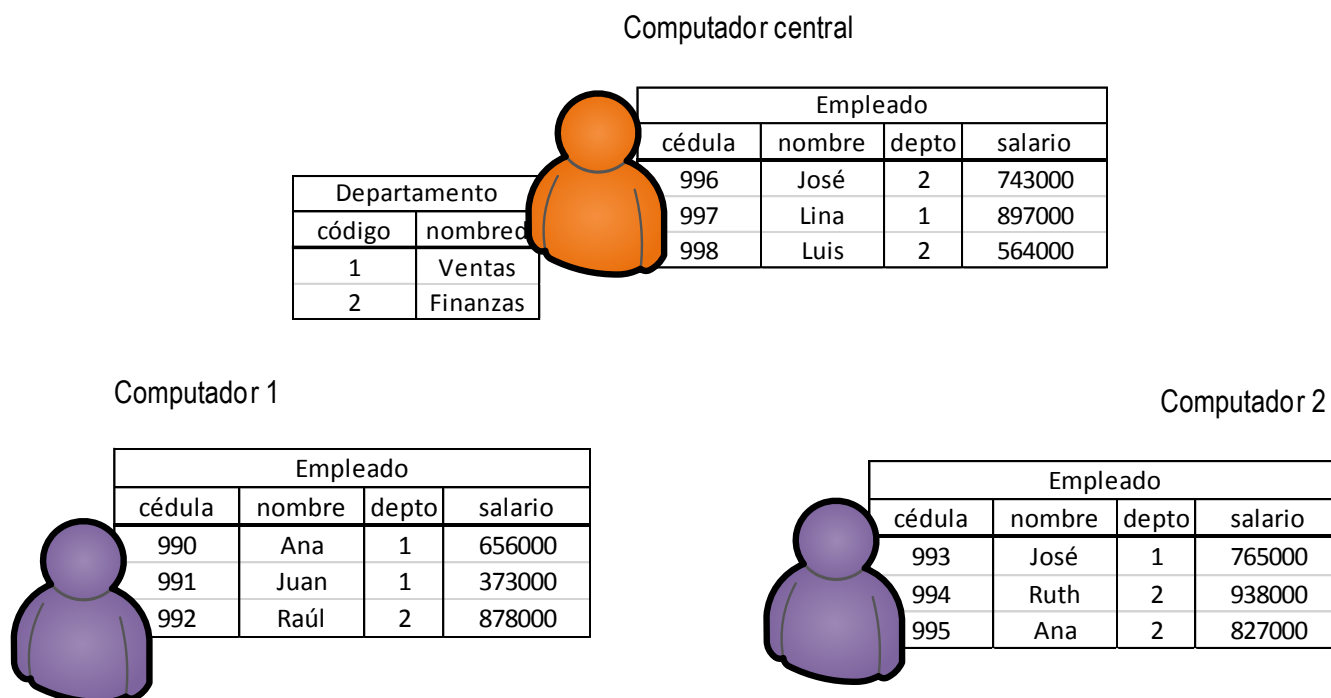 Computador central
Empleado
cédula nombre depto salario
996 José 2 743000
997 Lina 1 897000
998 Luis 2 564000
Departamento
código nombred
1 Ventas
2 Finanzas
Computador 1
Empleado
cédula nombre depto salario
990 Ana 1 656000
991 Juan 1 373000
992 Raúl 2 878000
Computador 2
Empleado
cédula nombre depto salario
993 José 1 765000
994 Ruth 2 938000
995 Ana 2 827000